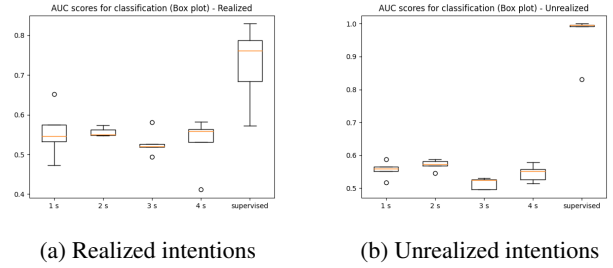 AUC scores for classification (Box plot) - Realized
0.8
0.7
0.6
0.5
0.4
1 s 2 s 3 s 4 s supervised
(a) Realized intentions
AUC scores for classification (Box plot) - Unrealized
1.0
0.9
0.8
0.7
0.6
0.5
1 s 2 s 3 s 4 s supervised
(b) Unrealized intentions